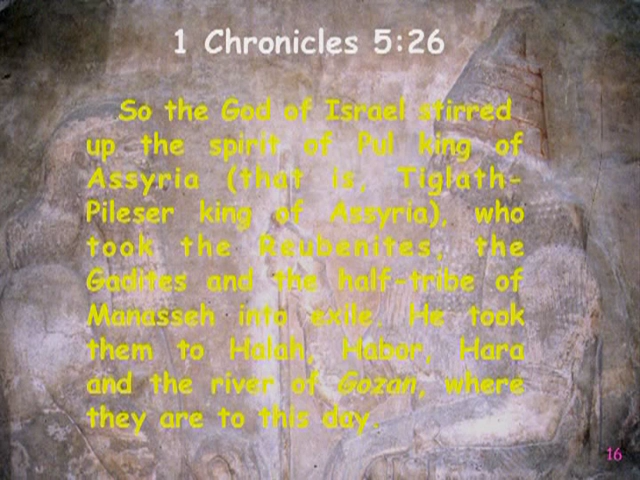 1 Chronicles 5:26
So the God of Israel stirred
up the spirit of Pul king of
Assyria (that is, Tiglath-
Pileser king of Assyria), who
took the Reubenites, the
Gadites and the half-tribe of
Manasseh into exile. He took
them to Halah, Habor, Hara
and the river of Gozan, where
they are to this day.
16